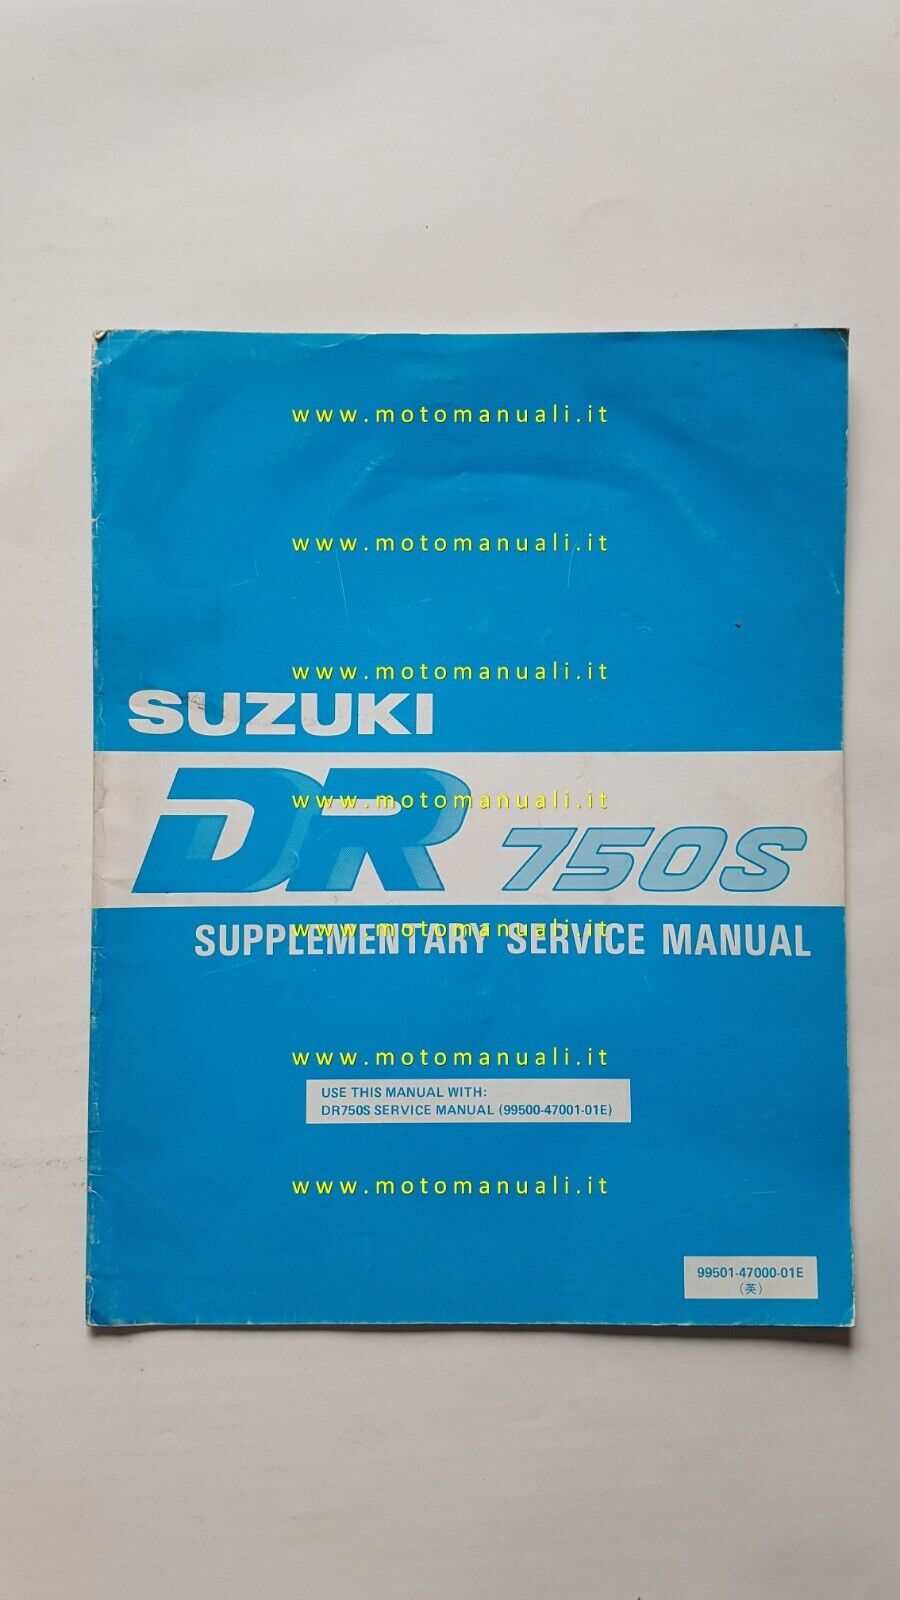 www.motomanuali.it
www.motomanuali.it
www.motomanuali.it
SUZUKI
DR 750S
www.motomanuali.it
SUPPLEMENTARY SERVICE MANUAL
www.motomanuali.it
www.motomanuali.it
USE THIS MANUAL WITH:
DR750S SERVICE MANUAL (99500-47001-01E)
www.motomanuali.it
99501-47000-01E
(英)